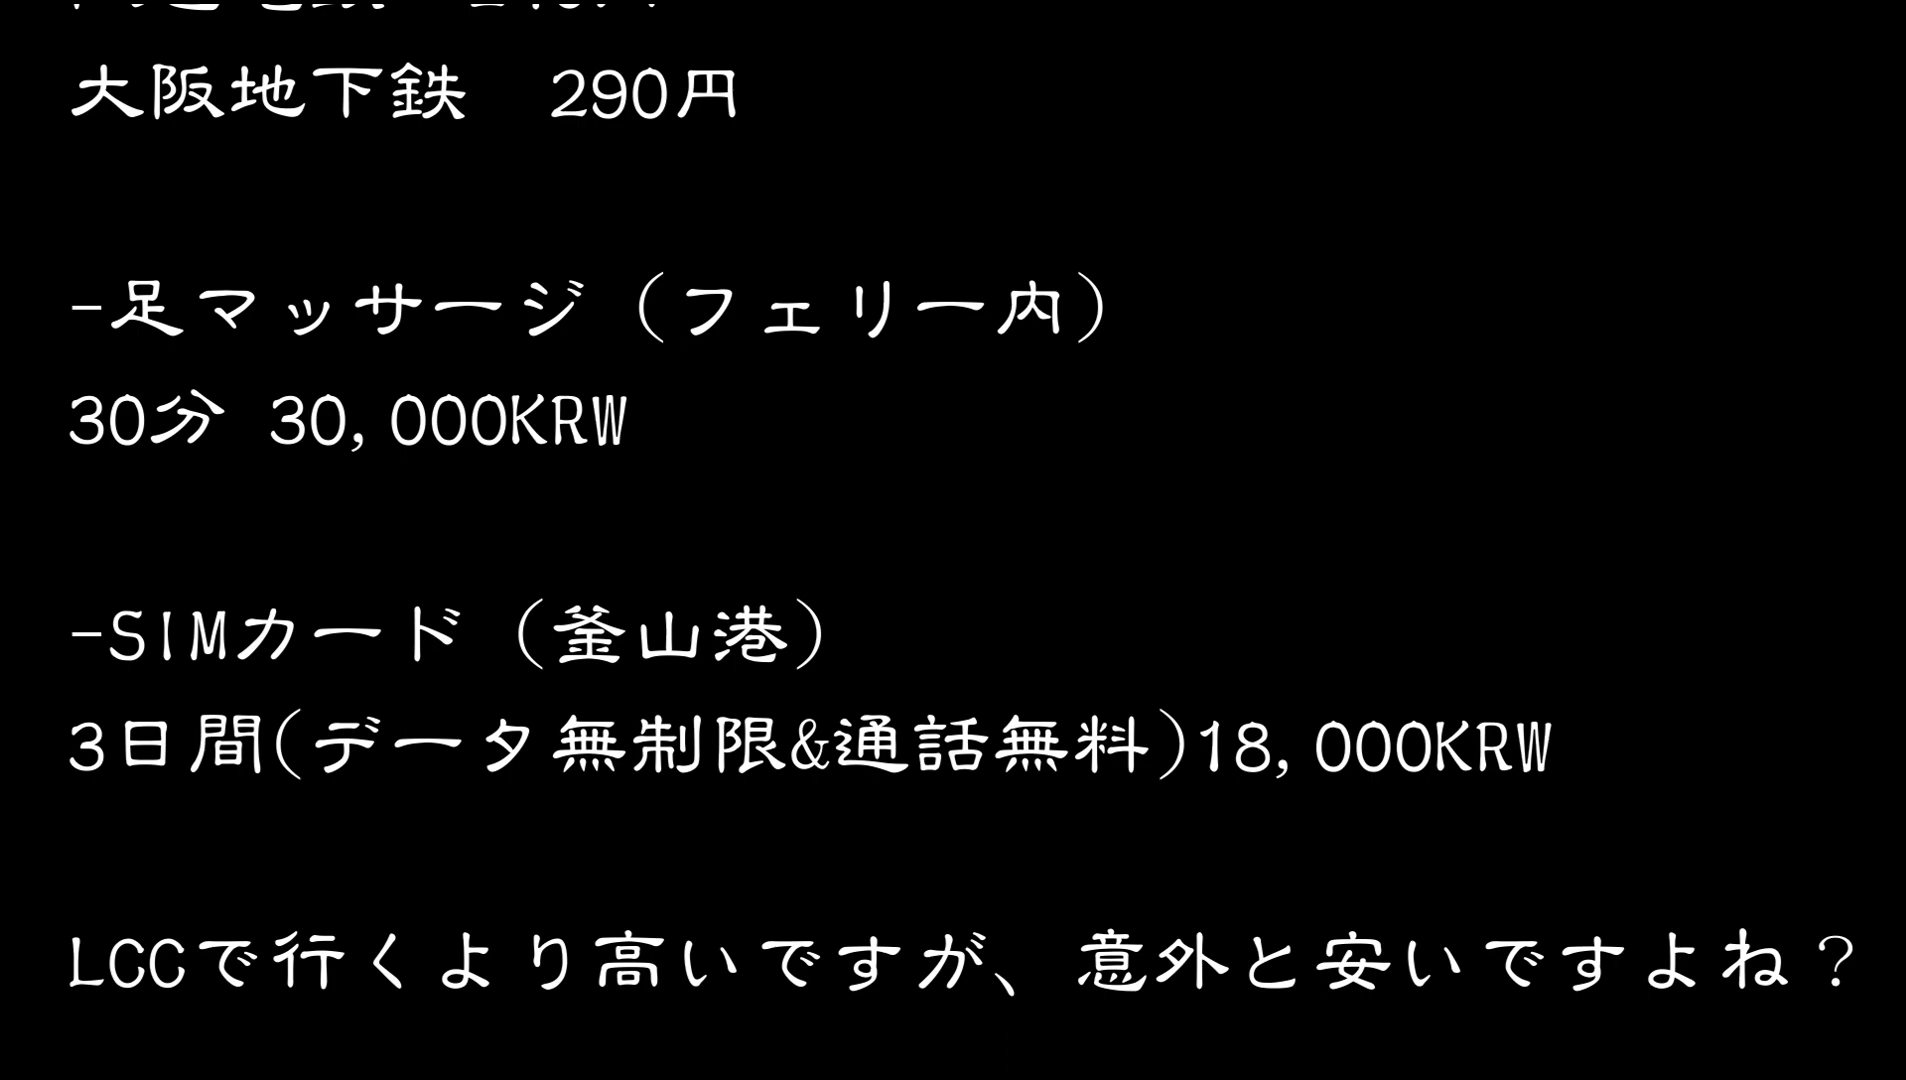 大阪地下鉄　290円
-足マッサージ（フェリー内）
30分 30,000KRW
-SIMカード（釜山港）
3日間(データ無制限&通話無料)18,000KRW
LCCで行くより高いですが、意外と安いですよね？